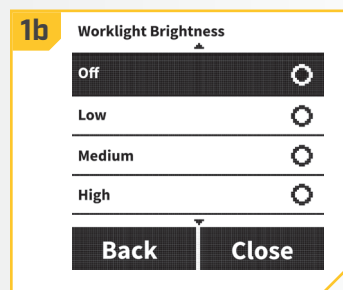 1b
Worklight Brightness
Off
Low
Medium
High
Back Close